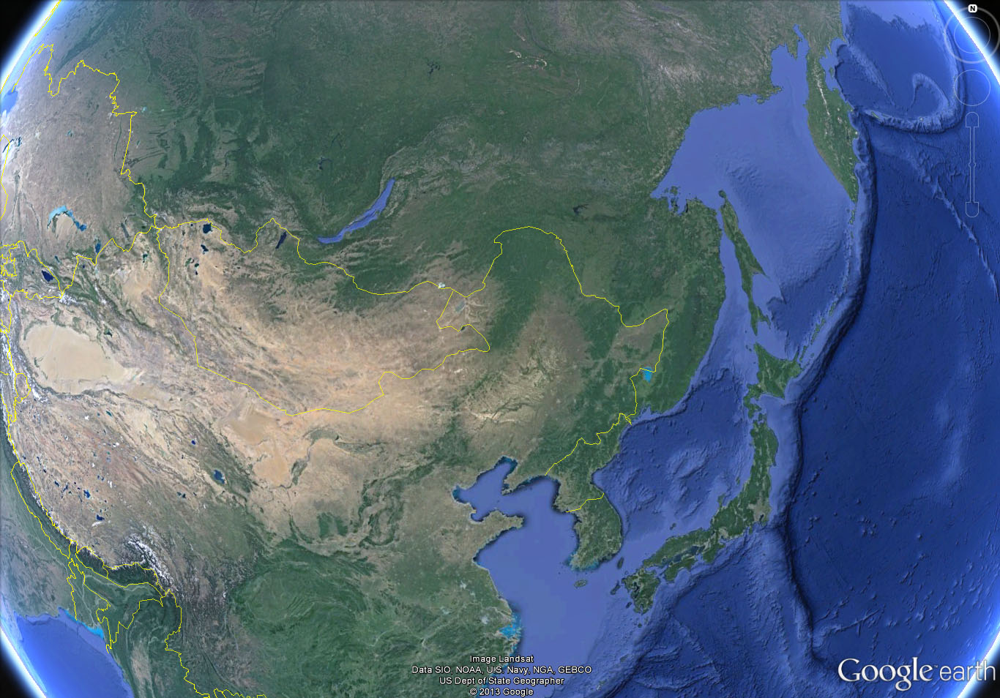 N
Image Landsat
Data SIO, NOAA, U.S. Navy, NGA, GEBCO
US Dept of State Geographer
© 2013 Google
Google earth